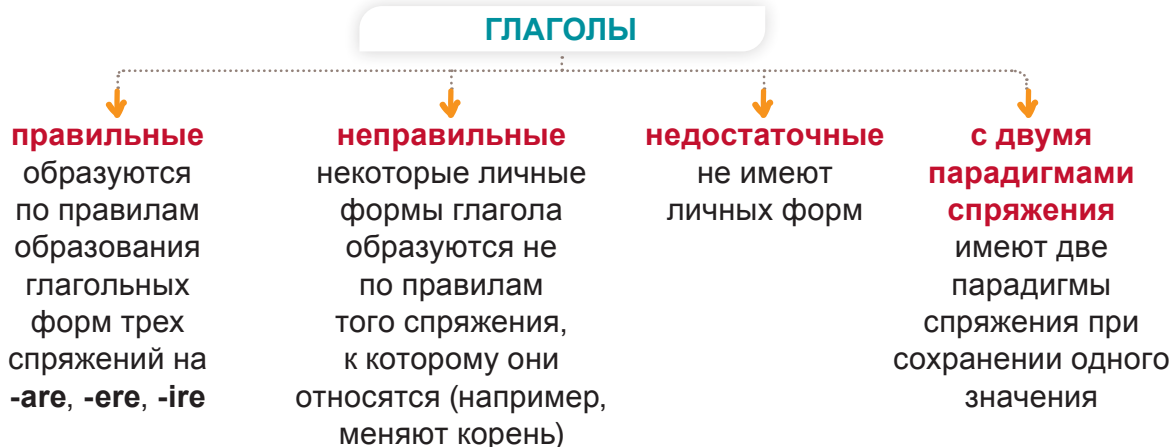 ГЛАГОЛЫ
правильные
образуются
по правилам
образования
глагольных
форм трех
спряжений на
-are, -ere, -ire
неправильные
некоторые личные
формы глагола
образуются не
по правилам
того спряжения,
к которому они
относятся (например,
меняют корень)
недостаточные
не имеют
личных форм
с двумя
парадигмами
спряжения
имеют две
парадигмы
спряжения при
сохранении одного
значения